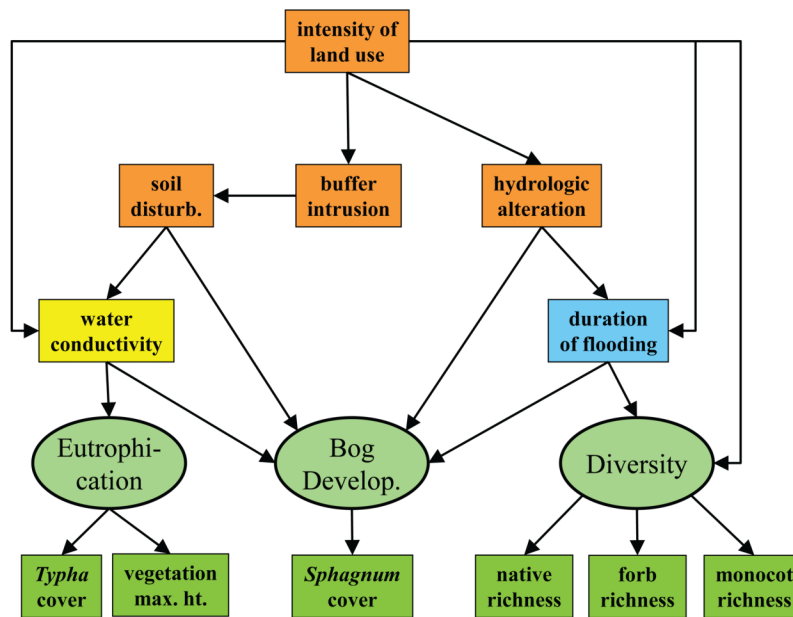 intensity of
land use
soil
disturb.
buffer
intrusion
hydrologic
alteration
water
conductivity
duration
of flooding
Eutrophi-
cation
Bog
Develop.
Diversity
Typha
cover
vegetation
max. ht.
Sphagnum
cover
native
richness
forb
richness
monocot
richness